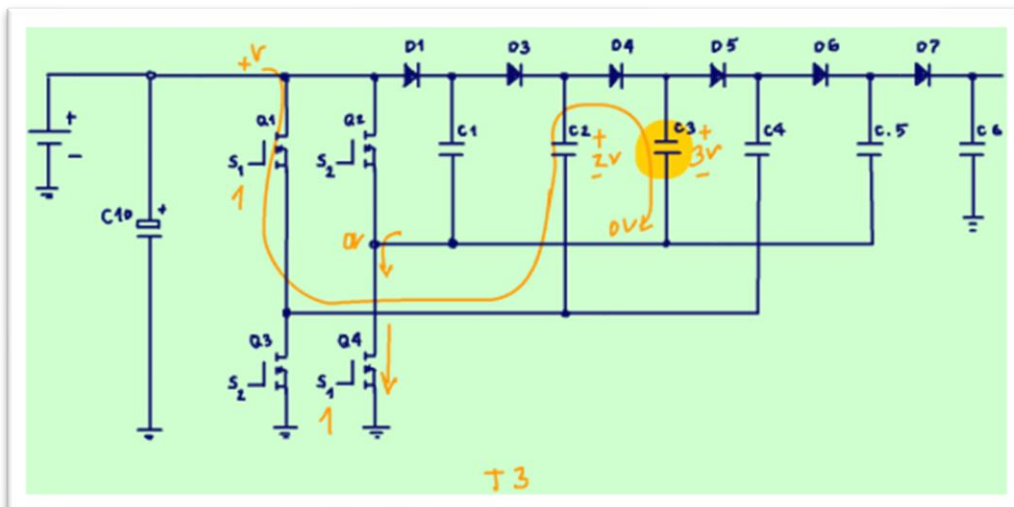 D1 D3 D4 D5 D6 D7
+V
+
-
Q1 Q2 C1 C2 C3 C4 C.5 C6
+ +
S1 S2 2V 3V
- -
1
C10 +
0V 0V
Q3 Q4
S2 S1
1
T3